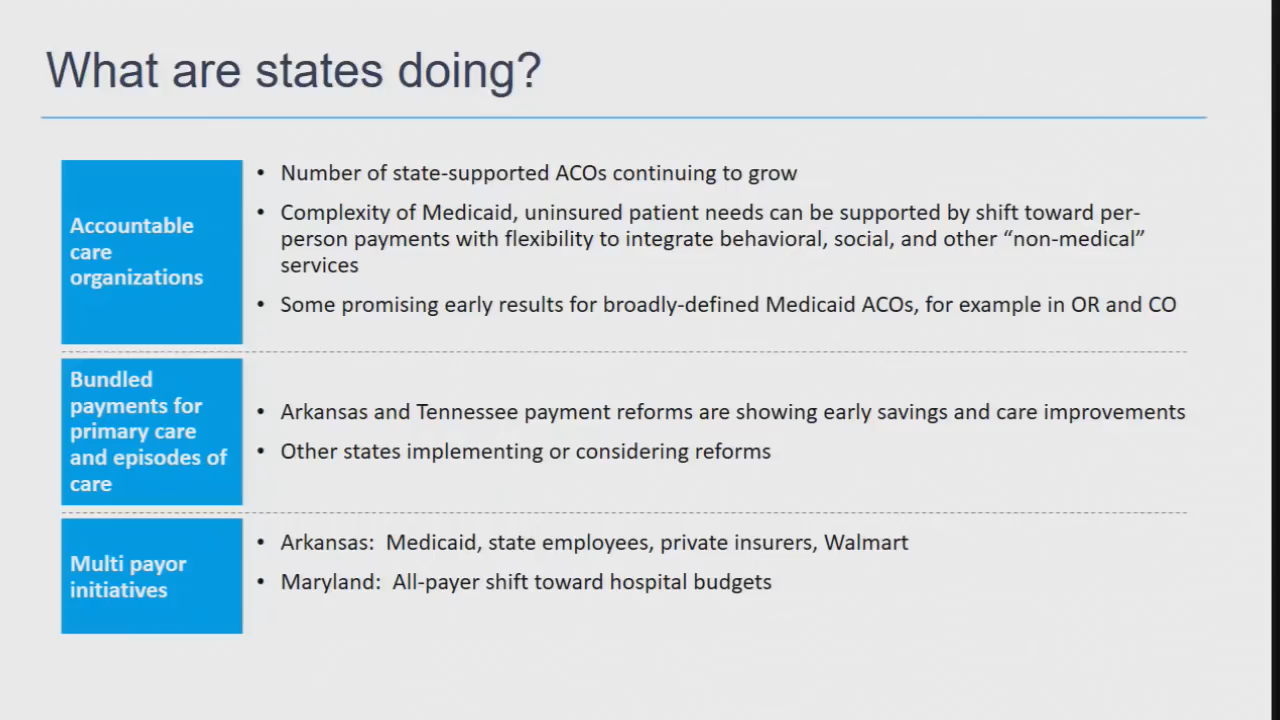 What are states doing?
Accountable
care
organizations
• Number of state-supported ACOs continuing to grow
• Complexity of Medicaid, uninsured patient needs can be supported by shift toward per-
person payments with flexibility to integrate behavioral, social, and other “non-medical”
services
• Some promising early results for broadly-defined Medicaid ACOs, for example in OR and CO
Bundled
payments for
primary care
and episodes of
care
• Arkansas and Tennessee payment reforms are showing early savings and care improvements
• Other states implementing or considering reforms
Multi payor
initiatives
• Arkansas:  Medicaid, state employees, private insurers, Walmart
• Maryland:  All-payer shift toward hospital budgets